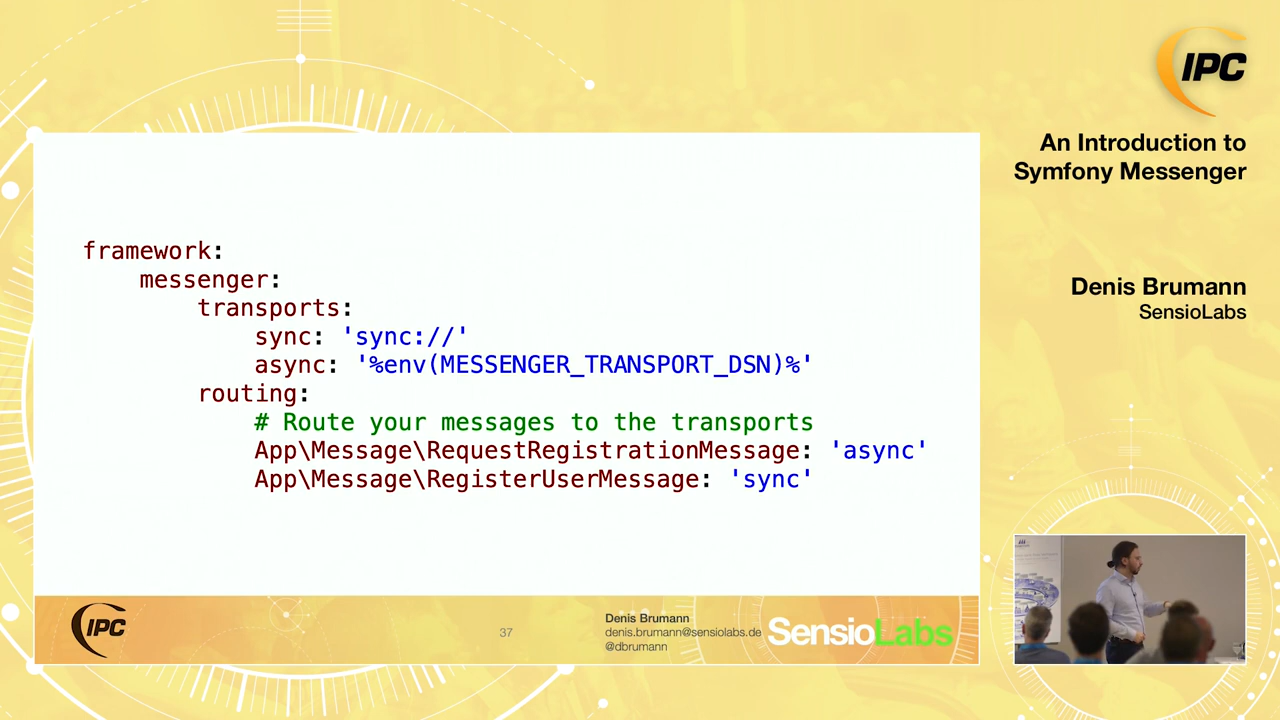 IPC
An Introduction to
Symfony Messenger
Denis Brumann
SensioLabs
framework:
messenger:
transports:
sync: 'sync://'
async: '%env(MESSENGER_TRANSPORT_DSN)%'
routing:
# Route your messages to the transports
App\Message\RequestRegistrationMessage: 'async'
App\Message\RegisterUserMessage: 'sync'
IPC
37
Denis Brumann
denis.brumann@sensiolabs.de
@dbrumann
SensioLabs